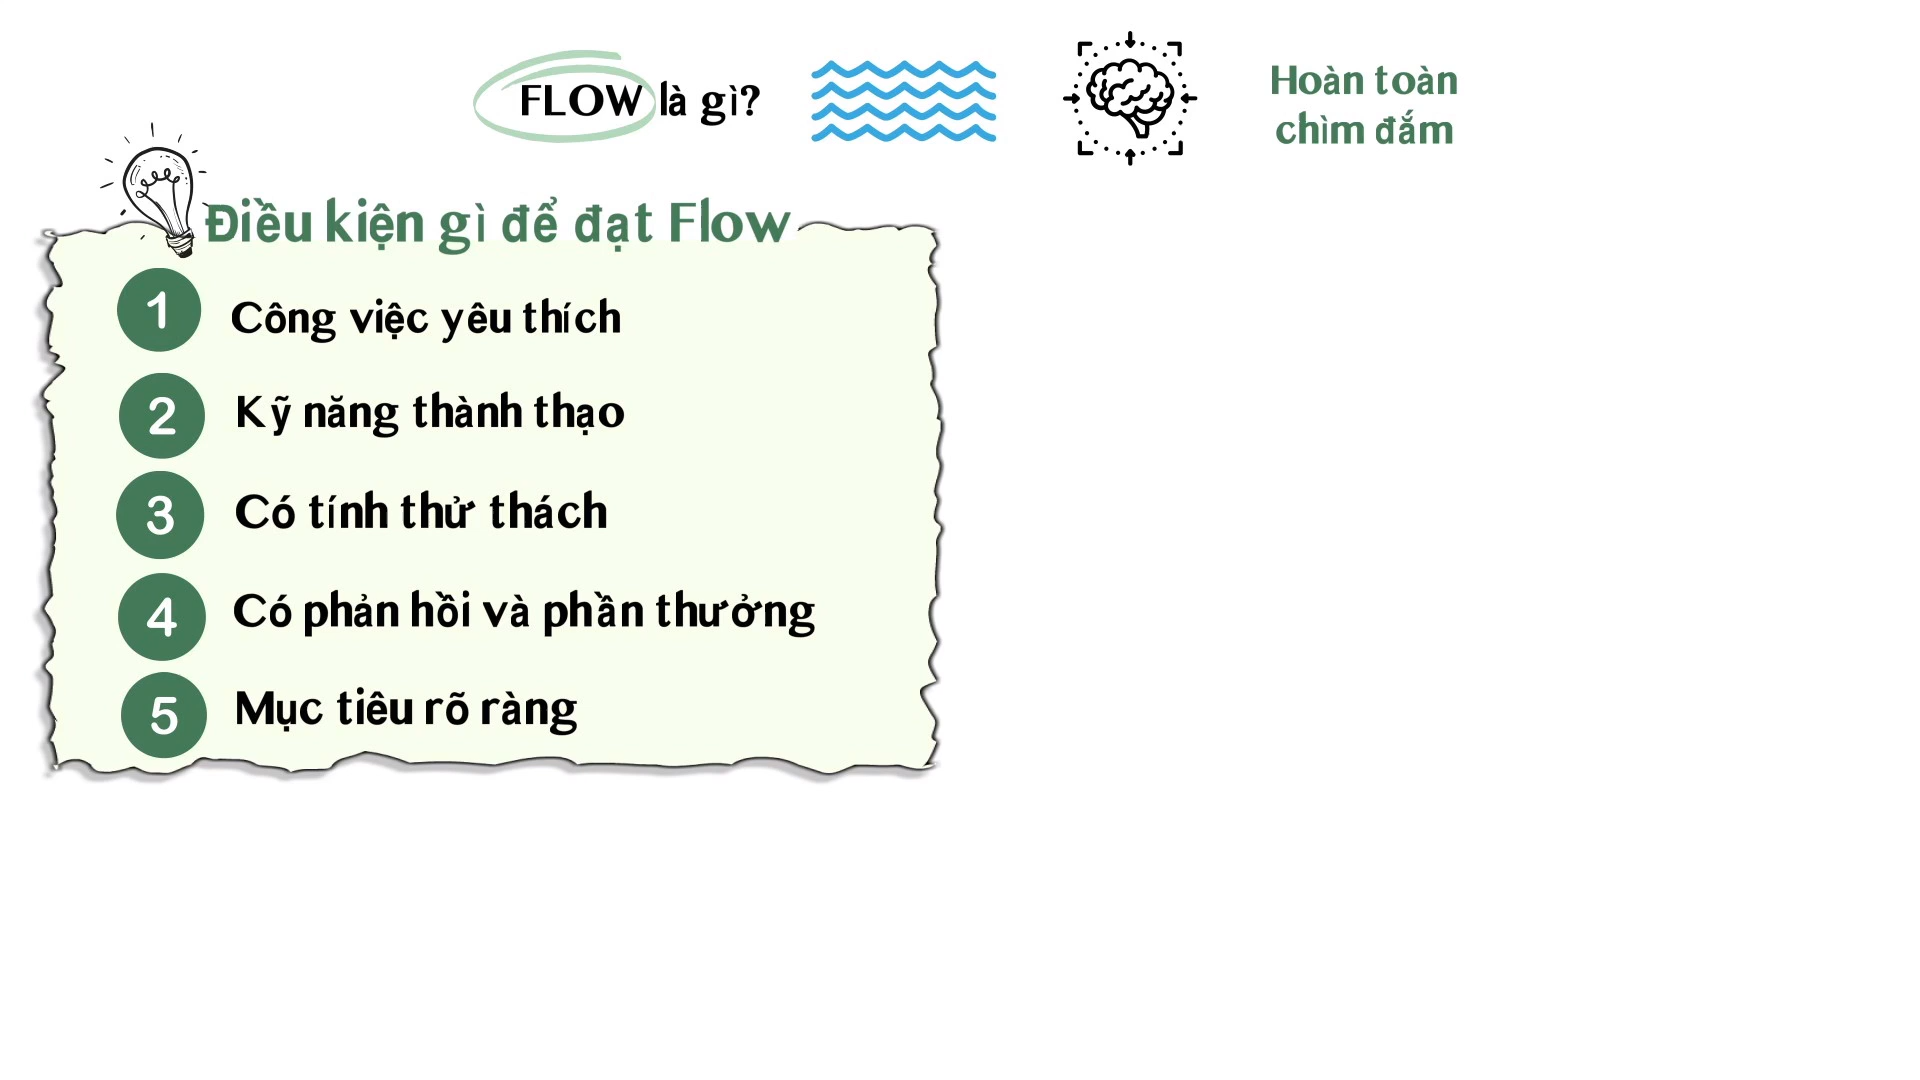 FLOW là gì?
Hoàn toàn
chìm đắm
Điều kiện gì để đạt Flow
1 Công việc yêu thích
2 Kỹ năng thành thạo
3 Có tính thử thách
4 Có phản hồi và phần thưởng
5 Mục tiêu rõ ràng